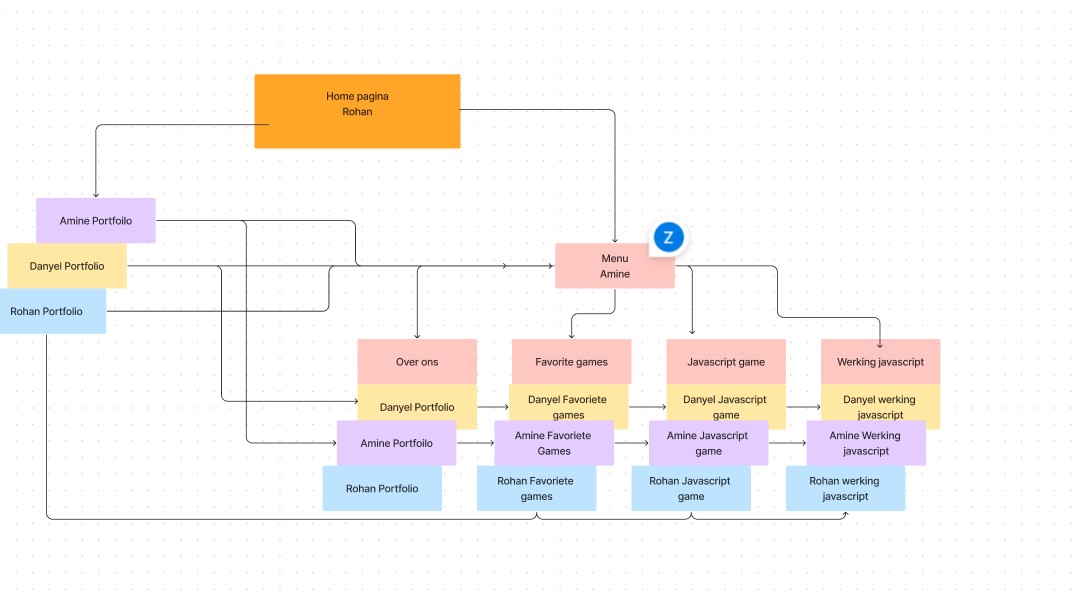 Home pagina
Rohan
Amine Portfoilo
Danyel Portfolio
Rohan Portfolio
Z
Menu
Amine
Over ons
Favorite games
Javascript game
Werking javascript
Danyel Portfolio
Danyel Favoriete
games
Danyel Javascript
game
Danyel werking
javascript
Amine Portfoilo
Amine Favoriete
Games
Amine Javascript
game
Amine Werking
javascript
Rohan Portfolio
Rohan Favoriete
games
Rohan Javascript
game
Rohan werking
javascript